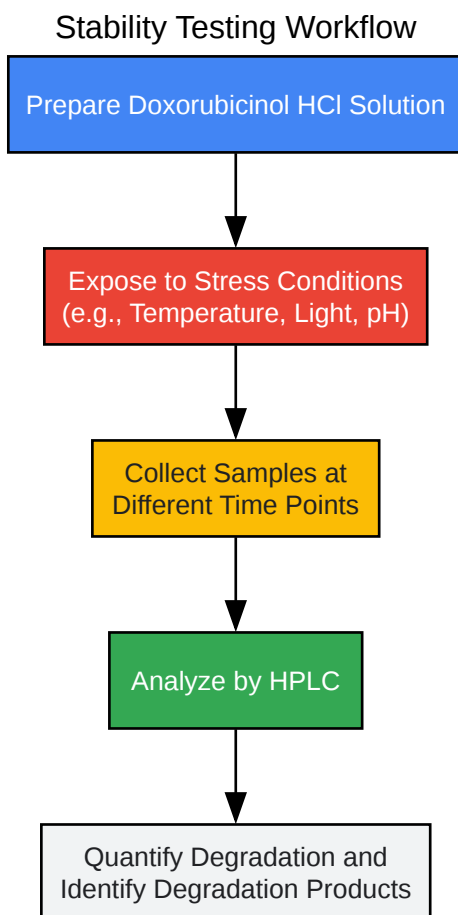 Stability Testing Workflow
Prepare Doxorubicinol HCl Solution
Expose to Stress Conditions
(e.g., Temperature, Light, pH)
Collect Samples at
Different Time Points
Analyze by HPLC
Quantify Degradation and
Identify Degradation Products